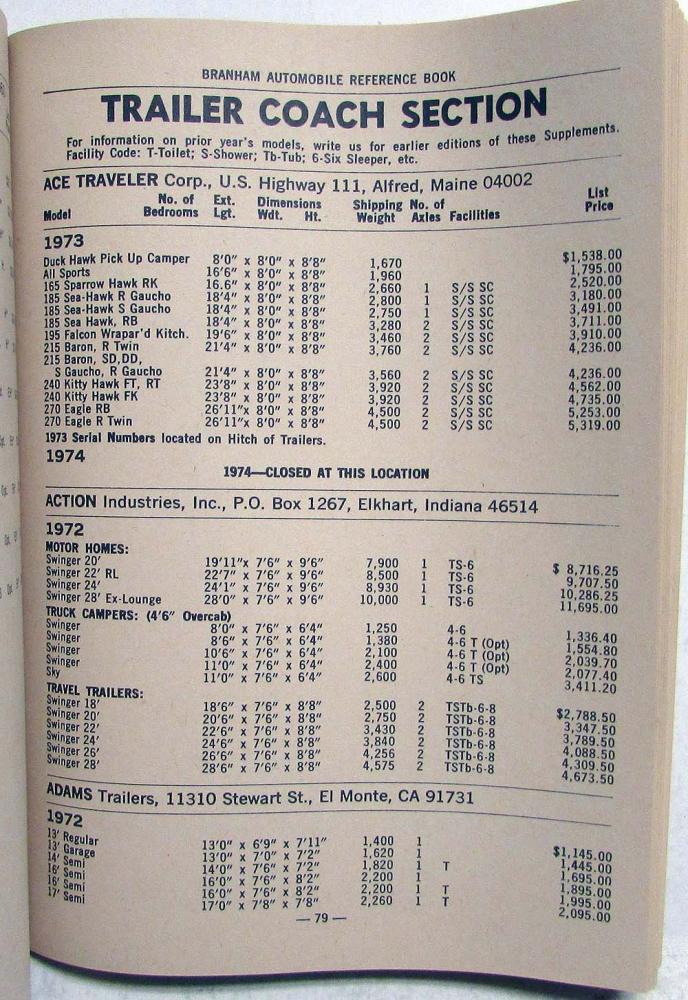 BRANHAM AUTOMOBILE REFERENCE BOOK
TRAILER COACH SECTION
For information on prior year's models, write us for earlier editions of these Supplements.
Facility Code: T-Toilet; S-Shower; Tb-Tub; 6-Six Sleeper, etc.
ACE TRAVELER Corp., U.S. Highway 111, Alfred, Maine 04002
No. of Ext. Dimensions Shipping No. of List
Model Bedrooms Lgt. Wdt. Ht. Weight Axles Facilities Price
1973
Duck Hawk Pick Up Camper 8'0" x 8'0" x 8'8" 1,670 $1,538.00
All Sports 16'6" x 8'0" x 8'8" 1,960 1,795.00
165 Sparrow Hawk RK 16.6" x 8'0" x 8'8" 2,660 1 S/S SC 2,520.00
185 Sea-Hawk R Gaucho 18'4" x 8'0" x 8'8" 2,800 1 S/S SC 3,180.00
185 Sea-Hawk S Gaucho 18'4" x 8'0" x 8'8" 2,750 1 S/S SC 3,491.00
185 Sea Hawk, RB 18'4" x 8'0" x 8'8" 3,280 2 S/S SC 3,711.00
195 Falcon Wrapar'd Kitch. 19'6" x 8'0" x 8'8" 3,460 2 S/S SC 3,910.00
215 Baron, R Twin 21'4" x 8'0" x 8'8" 3,760 2 S/S SC 4,236.00
215 Baron, SD,DD,
S Gaucho, R Gaucho 21'4" x 8'0" x 8'8" 3,560 2 S/S SC 4,236.00
240 Kitty Hawk FT, RT 23'8" x 8'0" x 8'8" 3,920 2 S/S SC 4,562.00
240 Kitty Hawk FK 23'8" x 8'0" x 8'8" 3,920 2 S/S SC 4,735.00
270 Eagle RB 26'11"x 8'0" x 8'8" 4,500 2 S/S SC 5,253.00
270 Eagle R Twin 26'11"x 8'0" x 8'8" 4,500 2 S/S SC 5,319.00
1973 Serial Numbers located on Hitch of Trailers.
1974
1974—CLOSED AT THIS LOCATION
ACTION Industries, Inc., P.O. Box 1267, Elkhart, Indiana 46514
1972
MOTOR HOMES:
Swinger 20' 19'11"x 7'6" x 9'6" 7,900 1 TS-6 $ 8,716.25
Swinger 22' RL 22'7" x 7'6" x 9'6" 8,500 1 TS-6 9,707.50
Swinger 24' 24'1" x 7'6" x 9'6" 8,930 1 TS-6 10,286.25
Swinger 28' Ex-Lounge 28'0" x 7'6" x 9'6" 10,000 1 TS-6 11,695.00
TRUCK CAMPERS: (4'6" Overcab)
Swinger 8'0" x 7'6" x 6'4" 1,250 4-6 1,336.40
Swinger 8'6" x 7'6" x 6'4" 1,380 4-6 T (Opt) 1,554.80
Swinger 10'6" x 7'6" x 6'4" 2,100 4-6 T (Opt) 2,039.70
Swinger 11'0" x 7'6" x 6'4" 2,400 4-6 T (Opt) 2,077.40
Sky 11'0" x 7'6" x 6'4" 2,600 4-6 TS 3,411.20
TRAVEL TRAILERS:
Swinger 18' 18'6" x 7'6" x 8'8" 2,500 2 TSTb-6-8 $2,788.50
Swinger 20' 20'6" x 7'6" x 8'8" 2,750 2 TSTb-6-8 3,347.50
Swinger 22' 22'6" x 7'6" x 8'8" 3,430 2 TSTb-6-8 3,789.50
Swinger 24' 24'6" x 7'6" x 8'8" 3,840 2 TSTb-6-8 4,088.50
Swinger 26' 26'6" x 7'6" x 8'8" 4,256 2 TSTb-6-8 4,309.50
Swinger 28' 28'6" x 7'6" x 8'8" 4,575 2 TSTb-6-8 4,673.50
ADAMS Trailers, 11310 Stewart St., El Monte, CA 91731
1972
13' Regular 13'0" x 6'9" x 7'11" 1,400 1 $1,145.00
13' Garage 13'0" x 7'0" x 7'2" 1,620 1 1,445.00
14' Semi 14'0" x 7'6" x 7'2" 1,820 1 T 1,695.00
16' Semi 16'0" x 7'6" x 8'2" 2,200 1 1,895.00
16' Semi 16'0" x 7'6" x 8'2" 2,200 1 T 1,995.00
17' Semi 17'0" x 7'8" x 7'8" 2,260 1 T 2,095.00
— 79 —